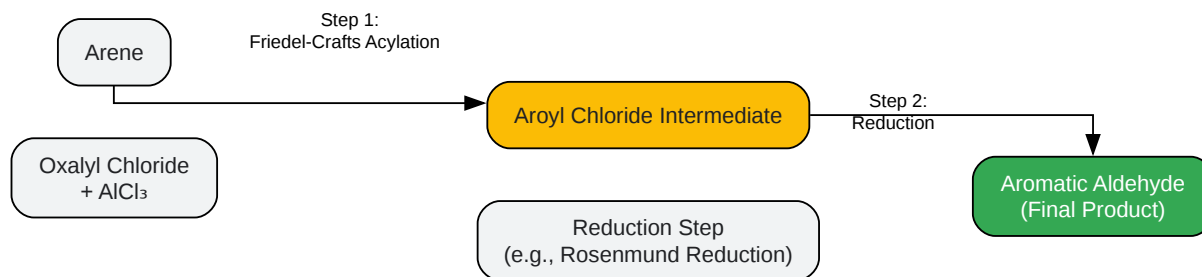 Step 1:
Friedel-Crafts Acylation
Arene
Aroyl Chloride Intermediate
Step 2:
Reduction
Oxalyl Chloride
+ AlCl₃
Aromatic Aldehyde
(Final Product)
Reduction Step
(e.g., Rosenmund Reduction)